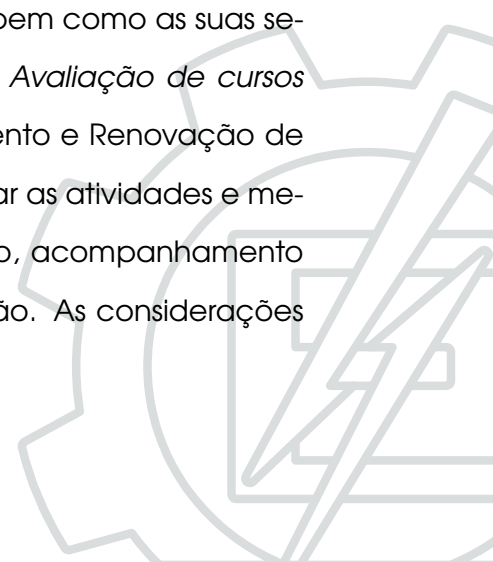 bem como as suas se-
Avaliação de cursos
ento e Renovação de
ar as atividades e me-
o, acompanhamento
ão. As considerações